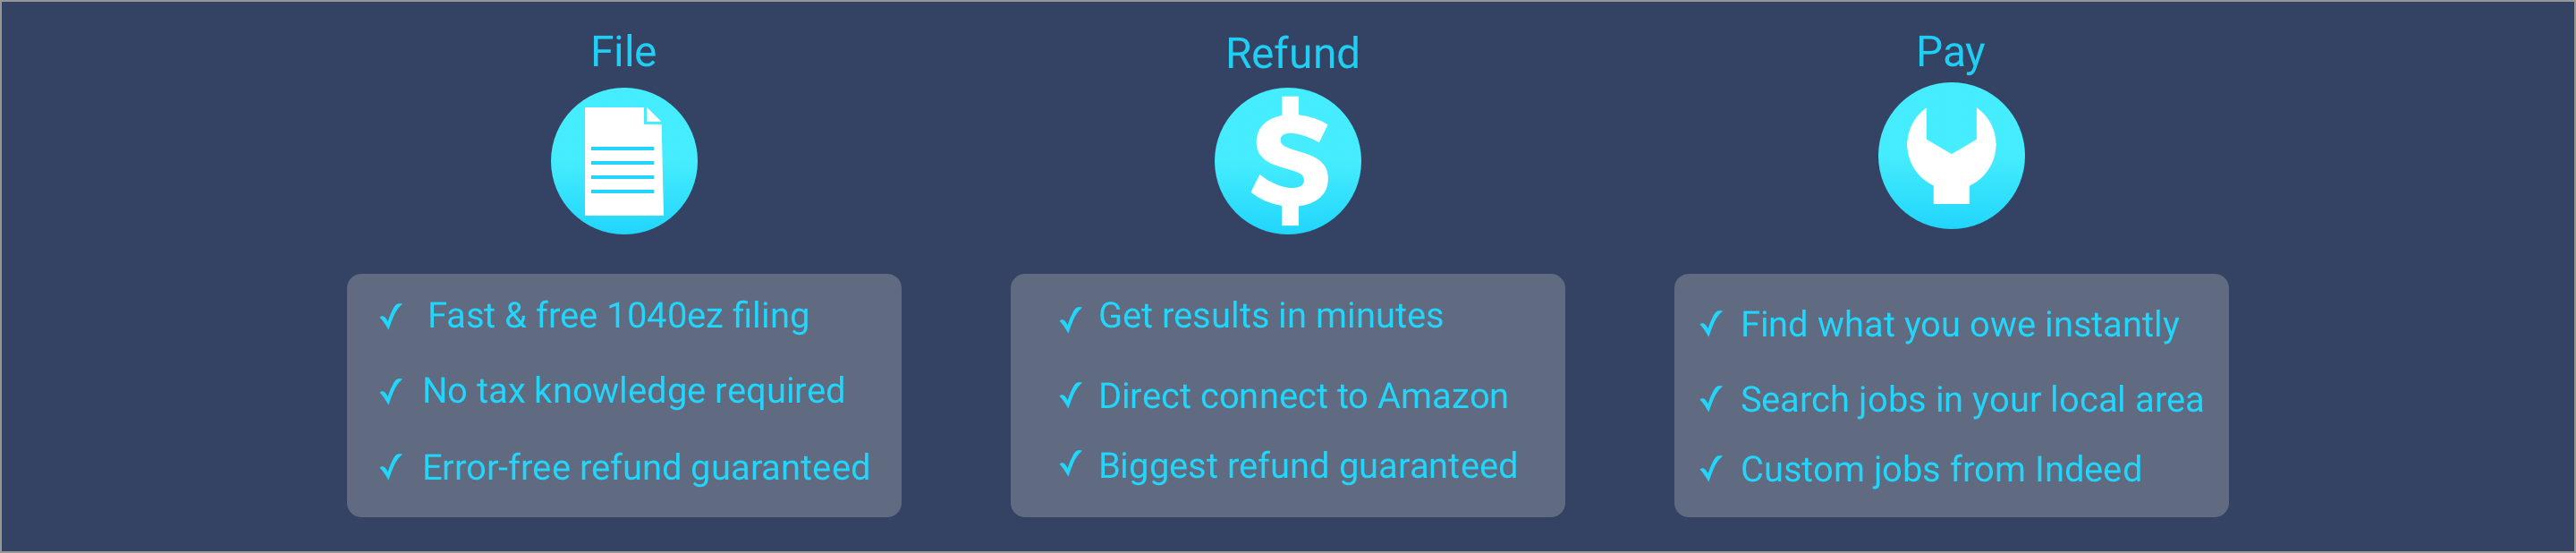 File
✓ Fast & free 1040ez filing
✓ No tax knowledge required
✓ Error-free refund guaranteed
Refund
$
✓ Get results in minutes
✓ Direct connect to Amazon
✓ Biggest refund guaranteed
Pay
✓ Find what you owe instantly
✓ Search jobs in your local area
✓ Custom jobs from Indeed